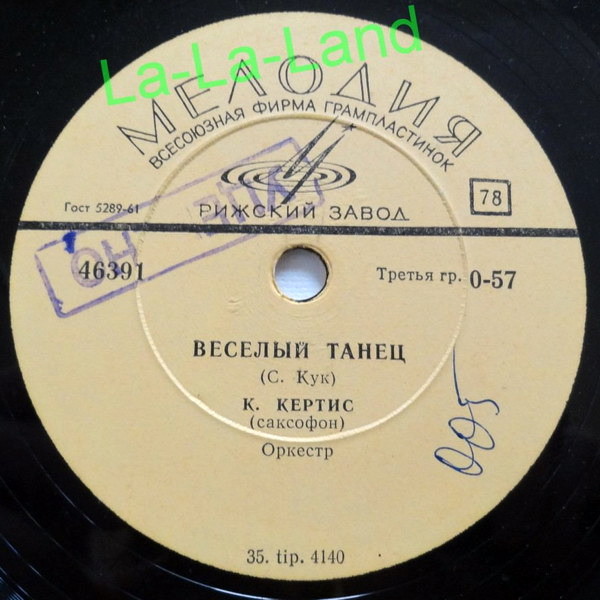 La-La-Land
МЕЛОДИЯ
ВСЕСОЮЗНАЯ ФИРМА ГРАМПЛАСТИНОК
Гост 5289-61
РИЖСКИЙ ЗАВОД
78
46391
Третья гр. 0-57
ВЕСЕЛЫЙ ТАНЕЦ
(С. Кук)
К. КЕРТИС
(саксофон)
Оркестр
005
35. tip. 4140